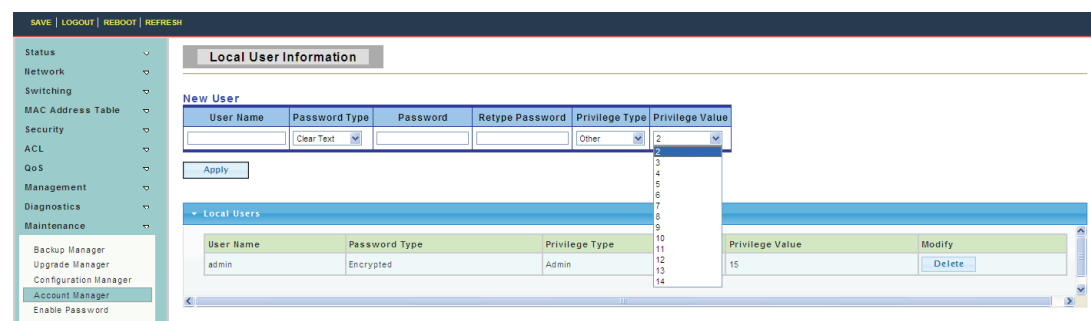 SAVE | LOGOUT | REBOOT | REFRESH
Status
Network
Switching
MAC Address Table
Security
ACL
QoS
Management
Diagnostics
Maintenance
Backup Manager
Upgrade Manager
Configuration Manager
Account Manager
Enable Password
Local User Information
New User
User Name Password Type Password Retype Password Privilege Type Privilege Value
Clear Text Other 2
2
3
4
5
6
7
8
9
10
11
12
13
14
Apply
Local Users
User Name Password Type Privilege Type Privilege Value Modify
admin Encrypted Admin 15 Delete